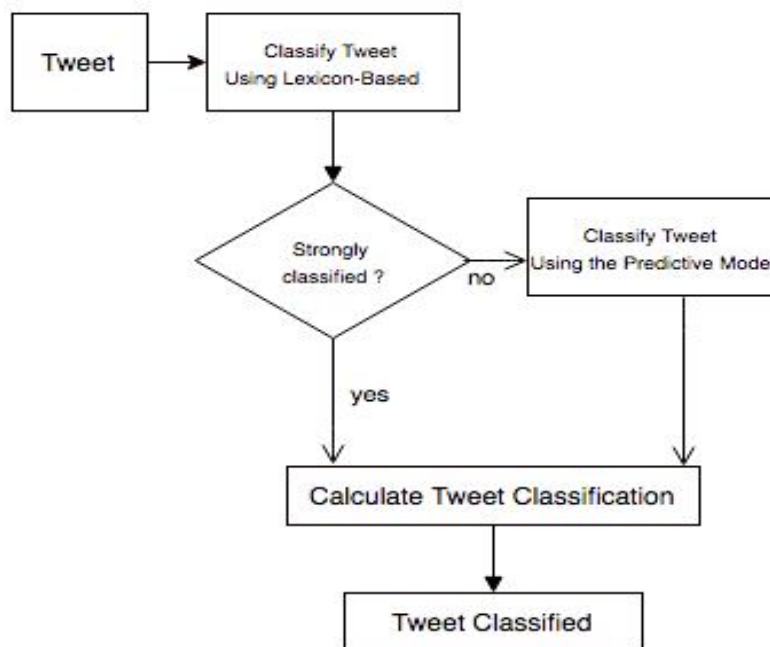 Tweet
Classify Tweet
Using Lexicon-Based
Strongly
classified ?
no
Classify Tweet
Using the Predictive Mode
yes
Calculate Tweet Classification
Tweet Classified